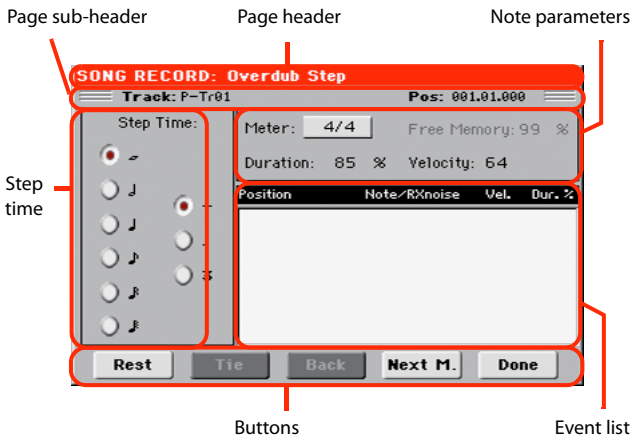 Page sub-header Page header Note parameters
SONG RECORD: Overdub Step
Track: P-Tr01 Pos: 001.01.000
Step Time:
Meter: 4/4 Free Memory: 99 %
Duration: 85 % Velocity: 64
Step
time
Position Note/RXnoise Vel. Dur. %
Rest Tie Back Next M. Done
Buttons Event list